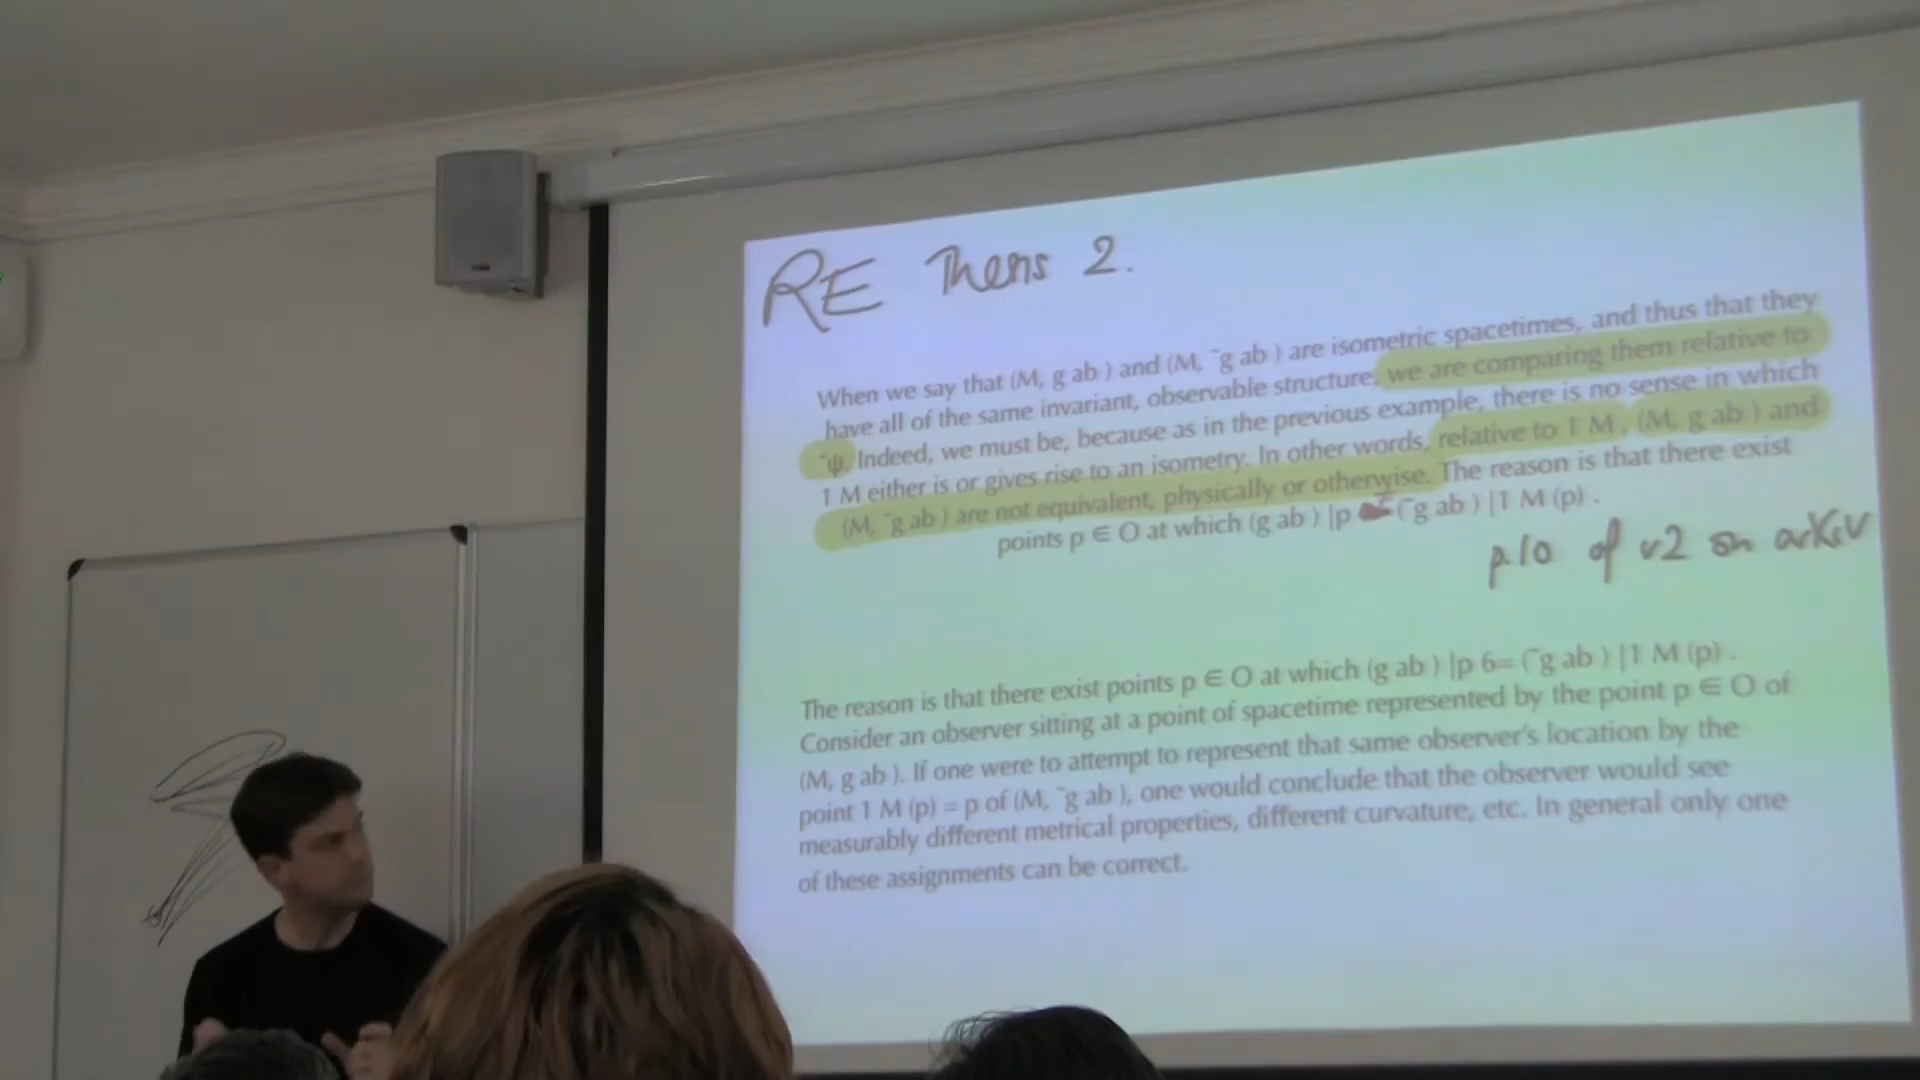 RE Thesis 2.
When we say that (M, g ab ) and (M, ˜g ab ) are isometric spacetimes, and thus that they
have all of the same invariant, observable structure, we are comparing them relative to
˜ψ. Indeed, we must be, because as in the previous example, there is no sense in which
1 M either is or gives rise to an isometry. In other words, relative to 1 M , (M, g ab ) and
(M, ˜g ab ) are not equivalent, physically or otherwise. The reason is that there exist
points p ∈ O at which (g ab ) |p ≠ (˜g ab ) |1 M (p) .
p10 of v2 on arXiv
The reason is that there exist points p ∈ O at which (g ab ) |p 6= (˜g ab ) |1 M (p) .
Consider an observer sitting at a point of spacetime represented by the point p ∈ O of
(M, g ab ). If one were to attempt to represent that same observer's location by the
point 1 M (p) = p of (M, ˜g ab ), one would conclude that the observer would see
measurably different metrical properties, different curvature, etc. In general only one
of these assignments can be correct.